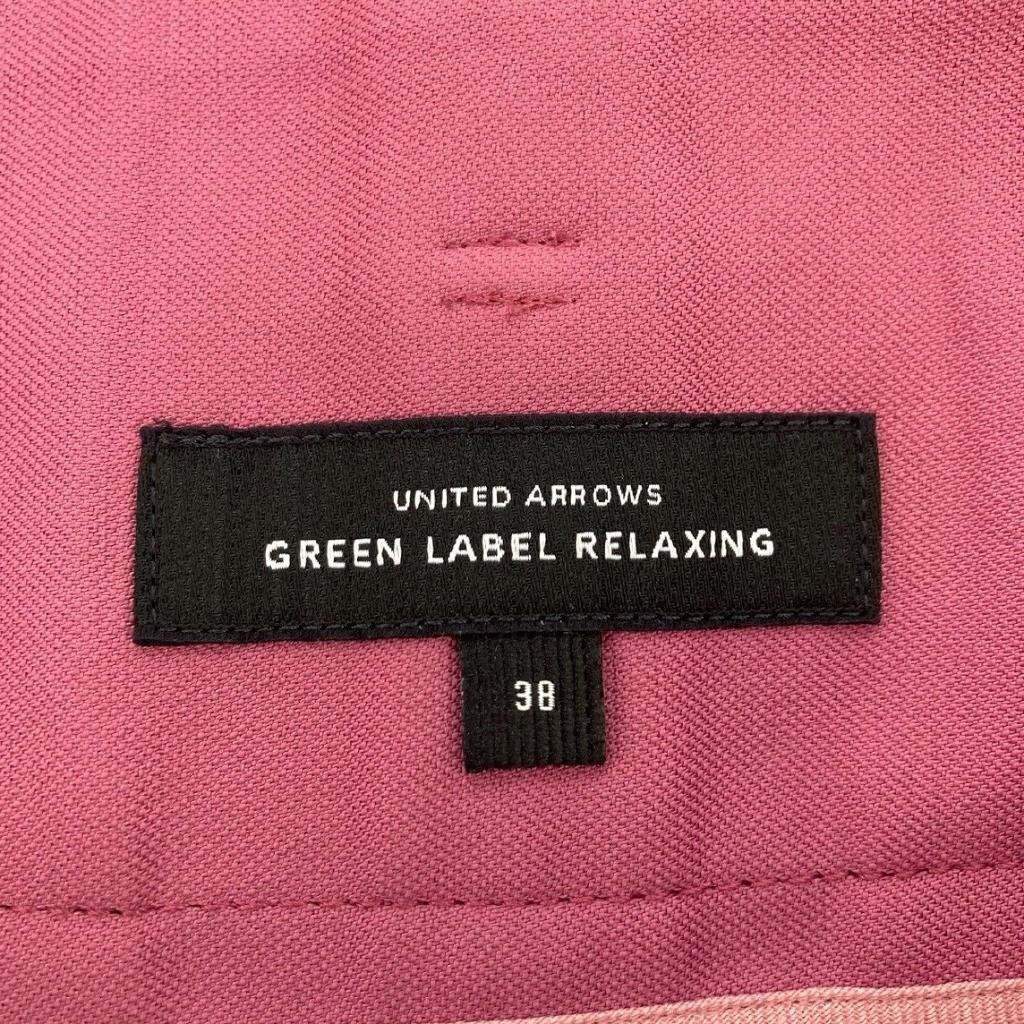 UNITED ARROWS
GREEN LABEL RELAXING
38